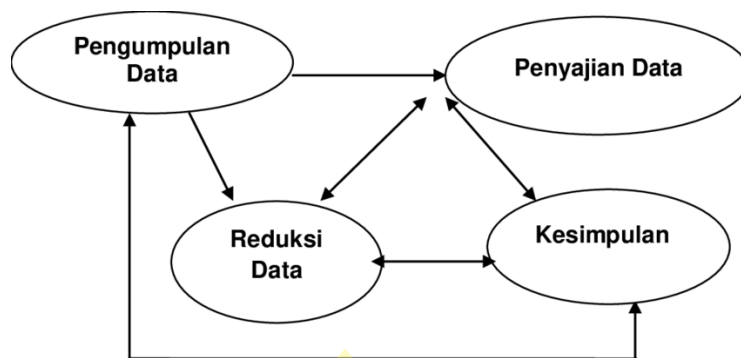 Pengumpulan
Data
Penyajian Data
Reduksi
Data
Kesimpulan